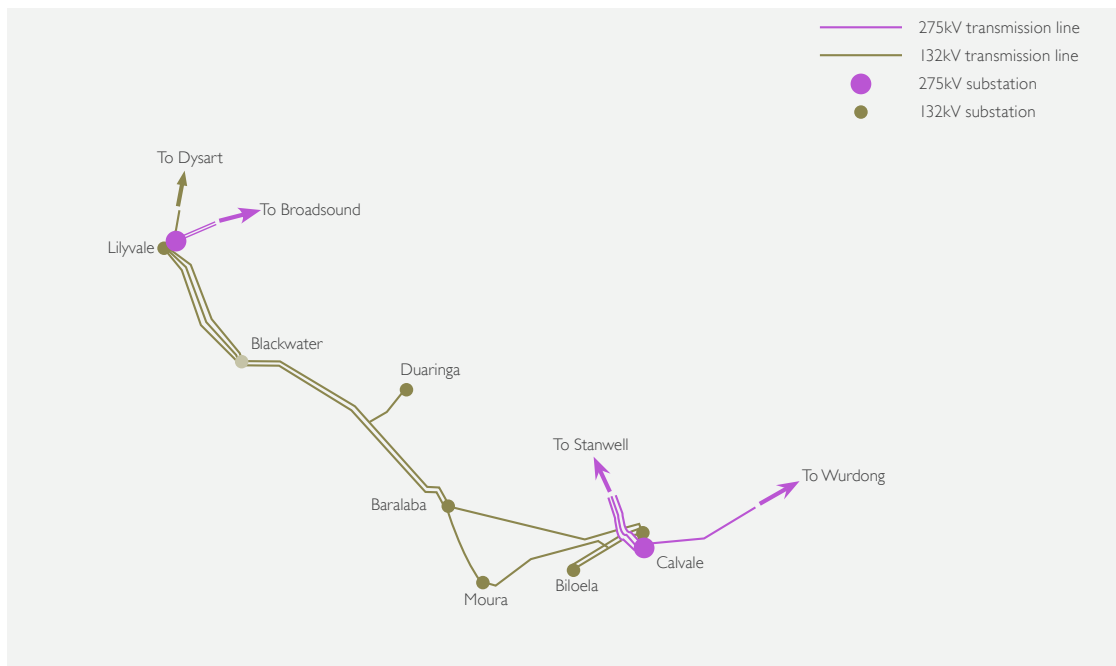 275kV transmission line
132kV transmission line
275kV substation
132kV substation
To Dysart
To Broadsound
Lilyvale
Blackwater
Duaringa
To Stanwell
To Wurdong
Baralaba
Calvale
Biloela
Moura